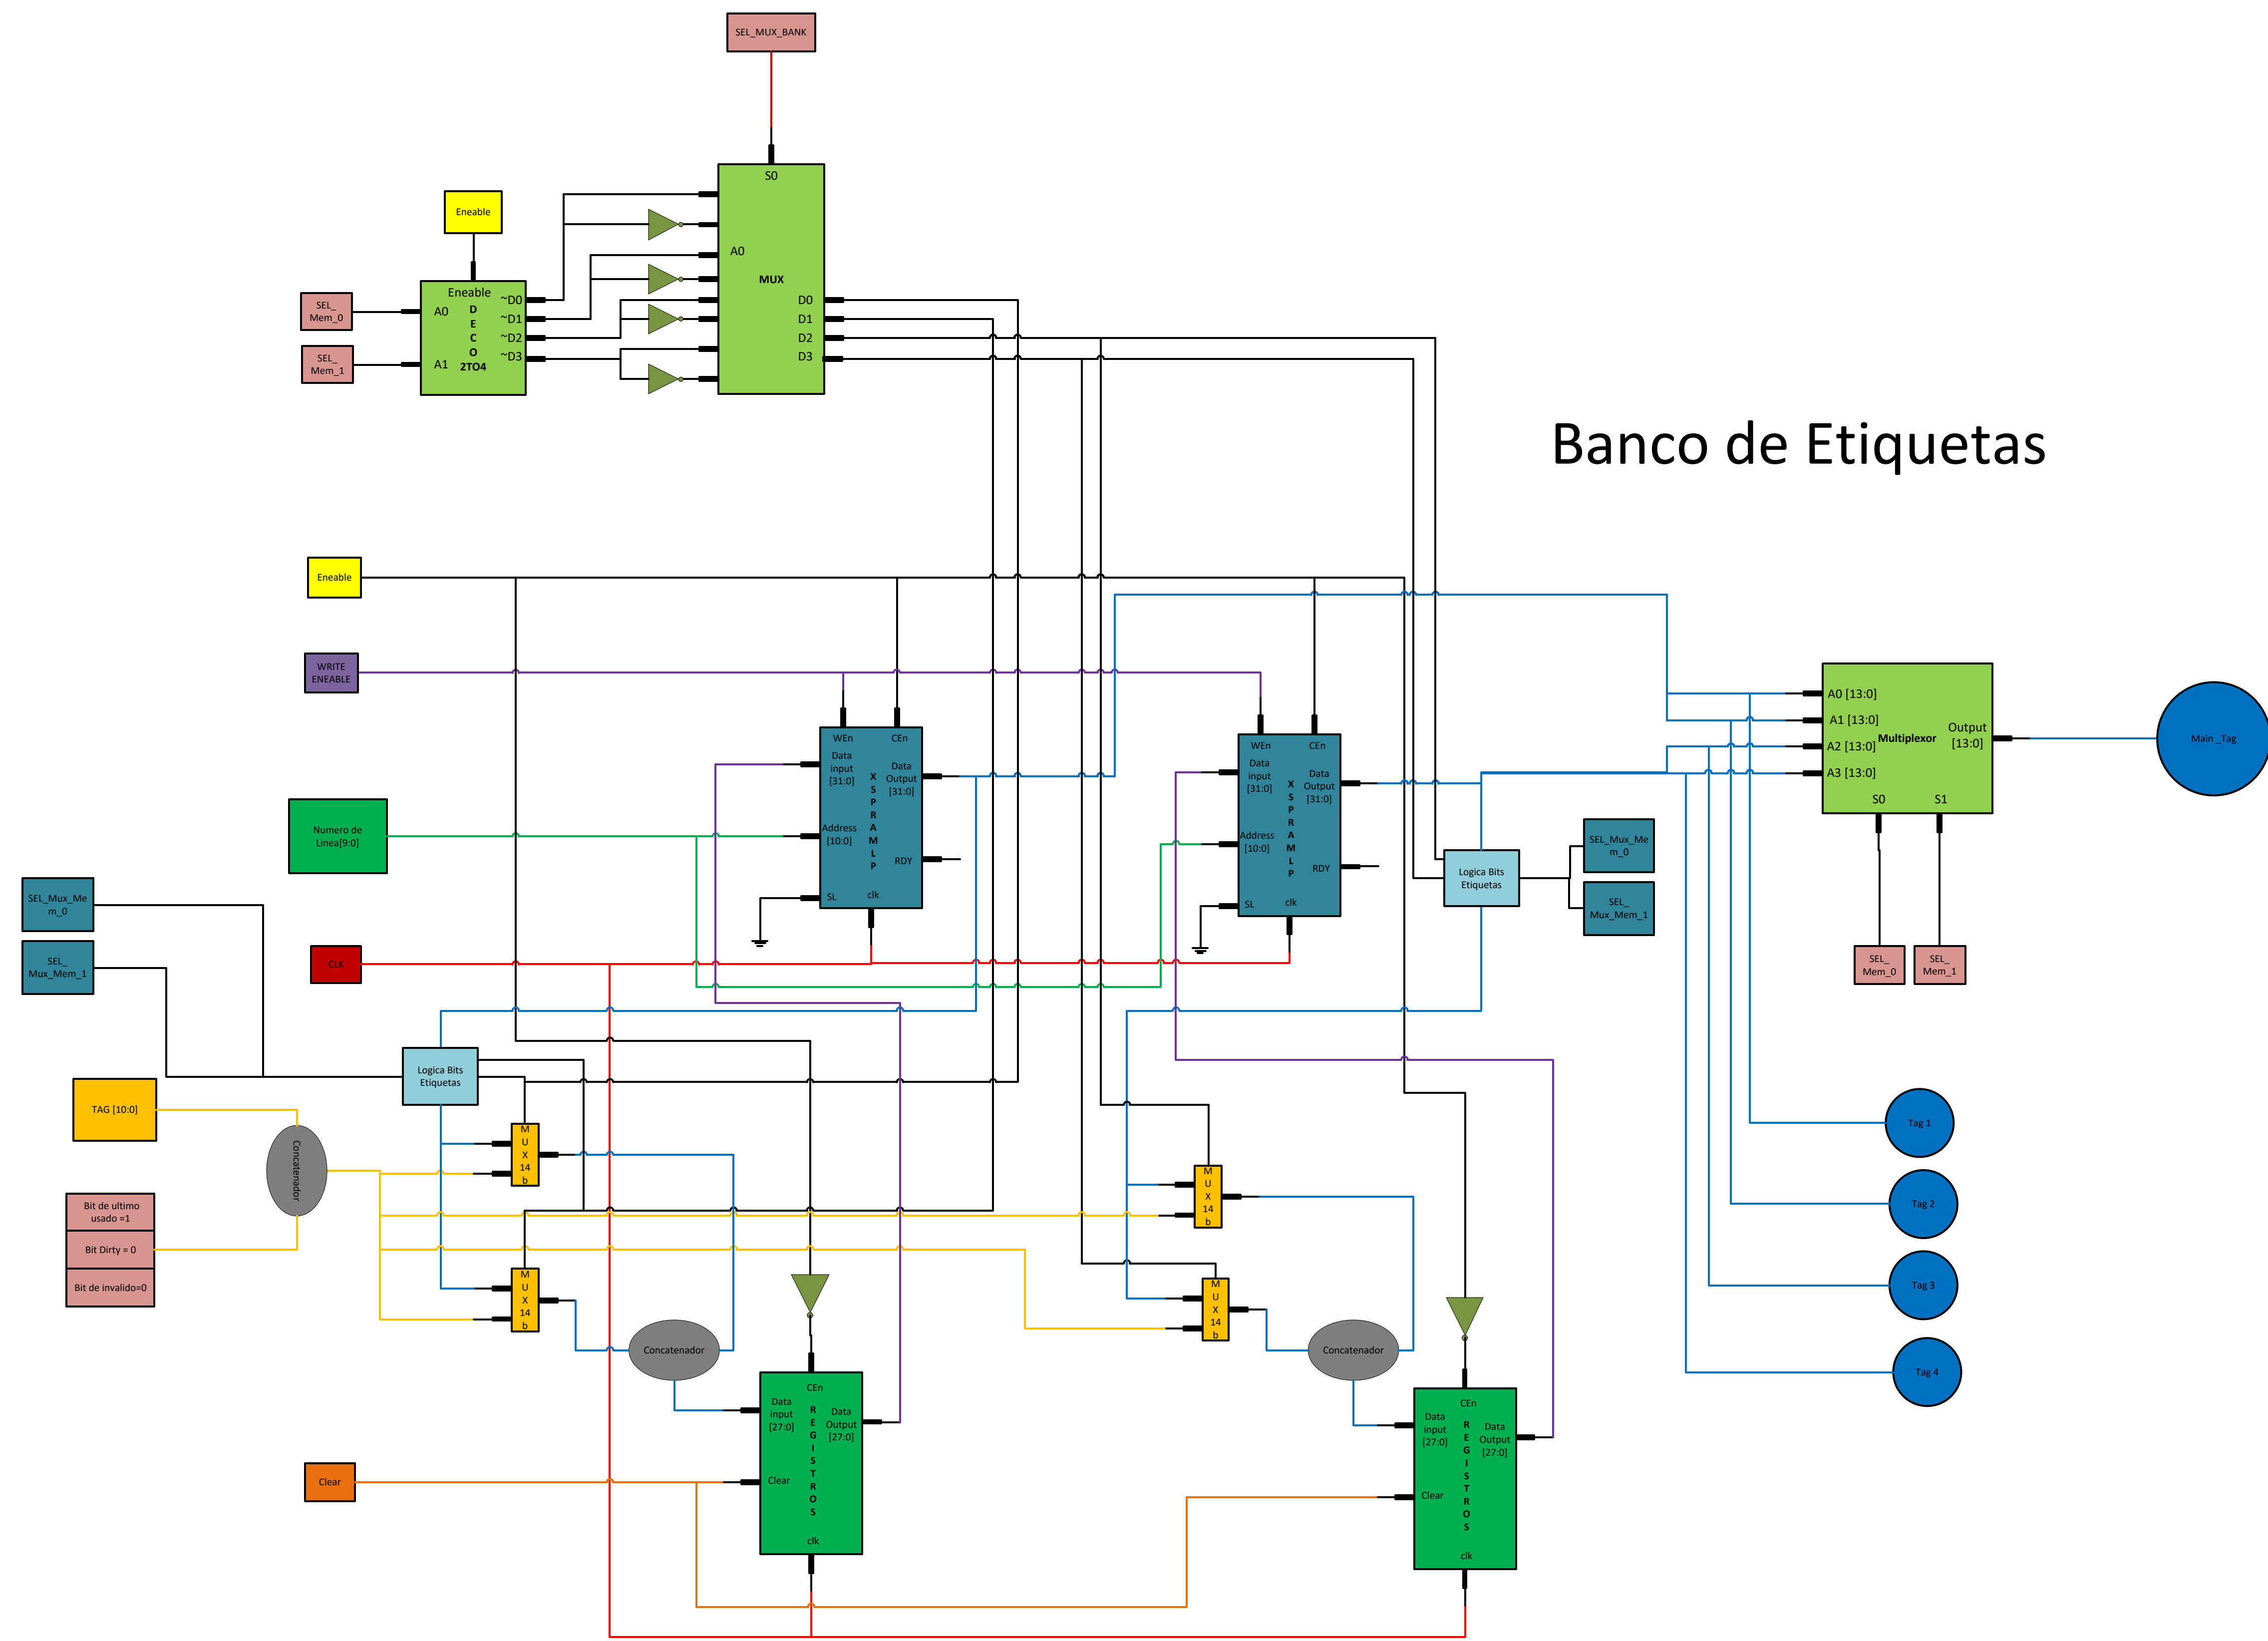 SEL_MUX_BANK
S0
A0
MUX
D0
D1
D2
D3
Eneable
SEL_
Mem_0
SEL_
Mem_1
Eneable
A0
A1
D
E
C
O
2TO4
~D0
~D1
~D2
~D3
Banco de Etiquetas
Eneable
WRITE
ENEABLE
Numero de
Linea[9:0]
SEL_Mux_Me
m_0
SEL_
Mux_Mem_1
CLK
WEn
CEn
Data
input
[31:0]
Data
Output
[31:0]
X
S
P
R
A
M
L
P
Address
[10:0]
RDY
SL
clk
WEn
CEn
Data
input
[31:0]
Data
Output
[31:0]
X
S
P
R
A
M
L
P
Address
[10:0]
RDY
SL
clk
Logica Bits
Etiquetas
SEL_Mux_Me
m_0
SEL_
Mux_Mem_1
A0 [13:0]
A1 [13:0]
A2 [13:0]
A3 [13:0]
Multiplexor
Output
[13:0]
S0
S1
Main _Tag
SEL_
Mem_0
SEL_
Mem_1
Logica Bits
Etiquetas
TAG [10:0]
Concatenador
Bit de ultimo
usado =1
Bit Dirty = 0
Bit de invalido=0
M
U
X
14
b
M
U
X
14
b
M
U
X
14
b
M
U
X
14
b
Concatenador
Concatenador
Tag 1
Tag 2
Tag 3
Tag 4
CEn
Data
input
[27:0]
R
E
G
I
S
T
R
O
S
Data
Output
[27:0]
Clear
clk
Clear
CEn
Data
input
[27:0]
R
E
G
I
S
T
R
O
S
Data
Output
[27:0]
Clear
clk